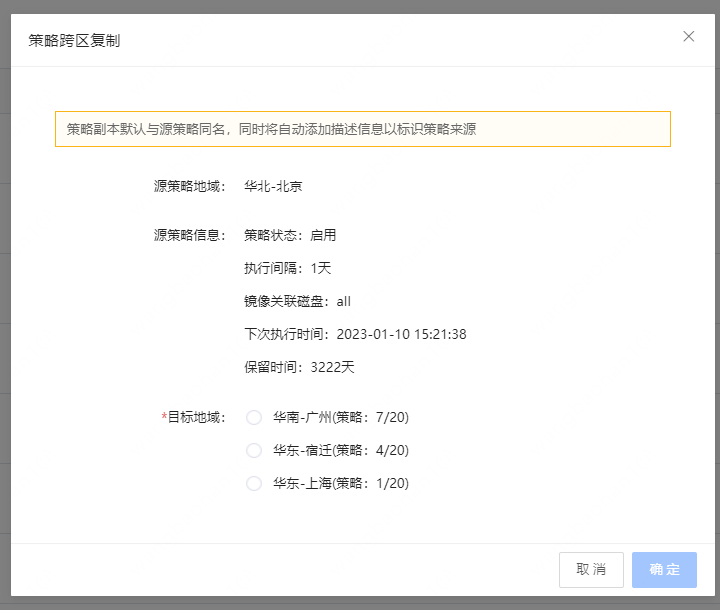 策略跨区复制
策略副本默认与源策略同名，同时将自动添加描述信息以标识策略来源
源策略地域： 华北-北京
源策略信息： 策略状态：启用
执行间隔：1天
镜像关联磁盘：all
下次执行时间：2023-01-10 15:21:38
保留时间：3222天
*目标地域： 华南-广州(策略：7/20)
华东-宿迁(策略：4/20)
华东-上海(策略：1/20)
取消 确定